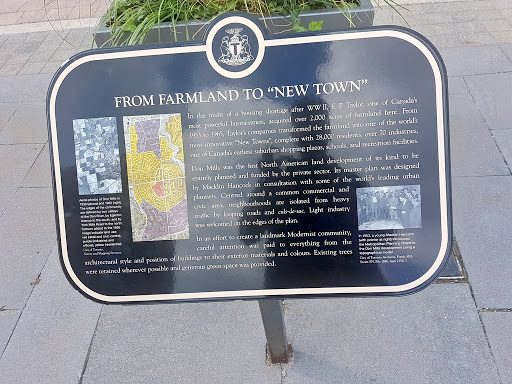 FROM FARMLAND TO "NEW TOWN"
In the midst of a housing shortage after WW II, E. P. Taylor, one of Canada's
most powerful businessmen, acquired over 2,000 acres of farmland here. From
1953 to 1965, Taylor's companies transformed the farmland into one of the world's
most innovative "New Towns", complete with 28,000 residents, over 70 industries,
one of Canada's earliest suburban shopping plazas, schools, and recreation facilities.
Don Mills was the first North American land development of its kind to be
entirely planned and funded by the private sector. Its master plan was designed
by Macklin Hancock in consultation with some of the world's leading urban
planners. Centred around a common commercial and
civic area, neighbourhoods are isolated from heavy
traffic by looping roads and culs-de-sac. Light industry
was welcomed on the edges of the plan.
In an effort to create a landmark Modernist community,
careful attention was paid to everything from the
architectural style and position of buildings to their exterior materials and colours. Existing trees
were retained wherever possible and generous green space was provided.